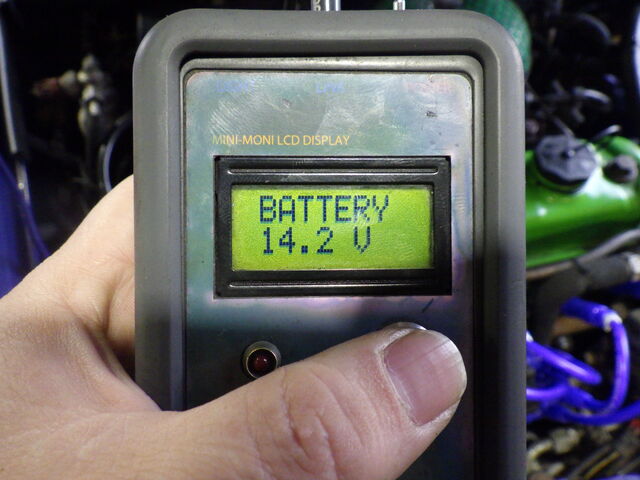 MINI-MONI LCD DISPLAY
BATTERY
14.2 V